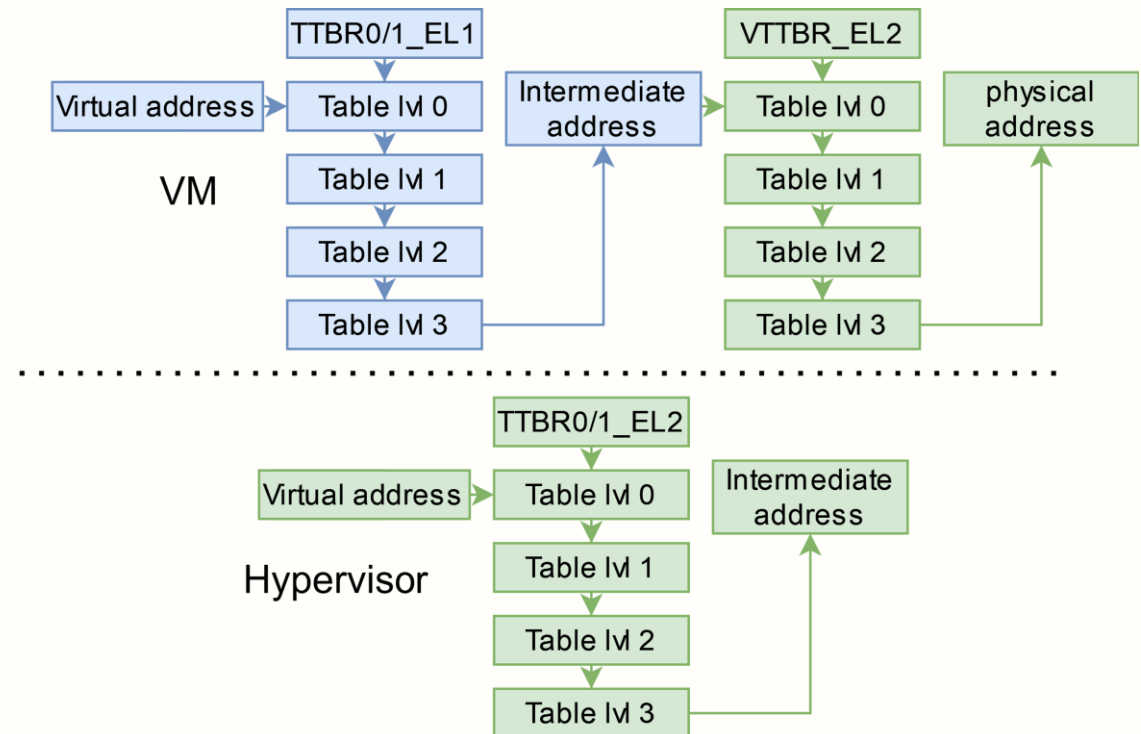 TTBR0/1_EL1
Virtual address
Table lvl 0
Table lvl 1
Table lvl 2
Table lvl 3
VM
Intermediate
address
VTTBR_EL2
Table lvl 0
Table lvl 1
Table lvl 2
Table lvl 3
physical
address
TTBR0/1_EL2
Virtual address
Table lvl 0
Table lvl 1
Table lvl 2
Table lvl 3
Hypervisor
Intermediate
address